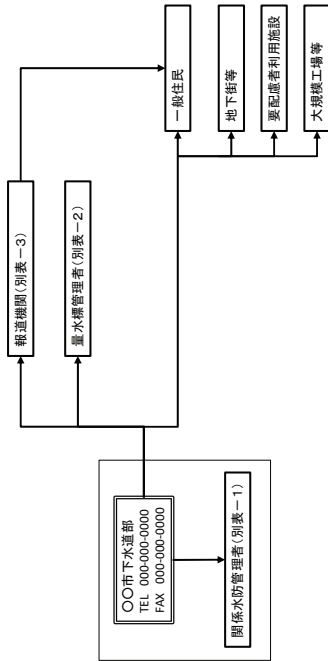 〇〇市下水道部
TEL 000-000-0000
FAX 000-000-0000
関係水防管理者(別表－1)
報道機関(別表－3)
量水標管理者(別表－2)
一般住民
地下街等
要配慮者利用施設
大規模工場等